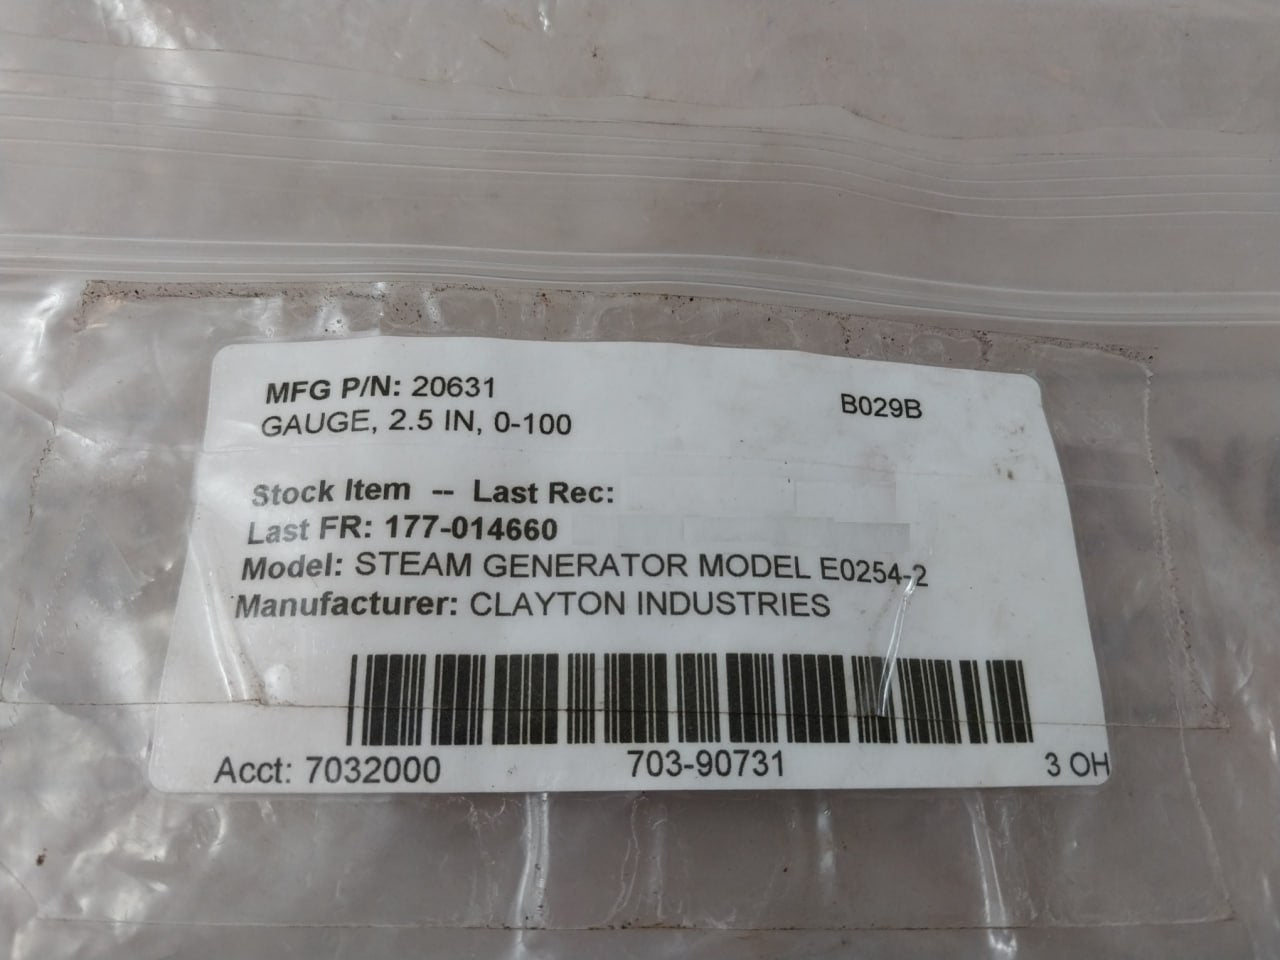 MFG P/N: 20631
B029B
GAUGE, 2.5 IN, 0-100
Stock Item -- Last Rec:
Last FR: 177-014660
Model: STEAM GENERATOR MODEL E0254-2
Manufacturer: CLAYTON INDUSTRIES
Acct: 7032000 703-90731 3 OH